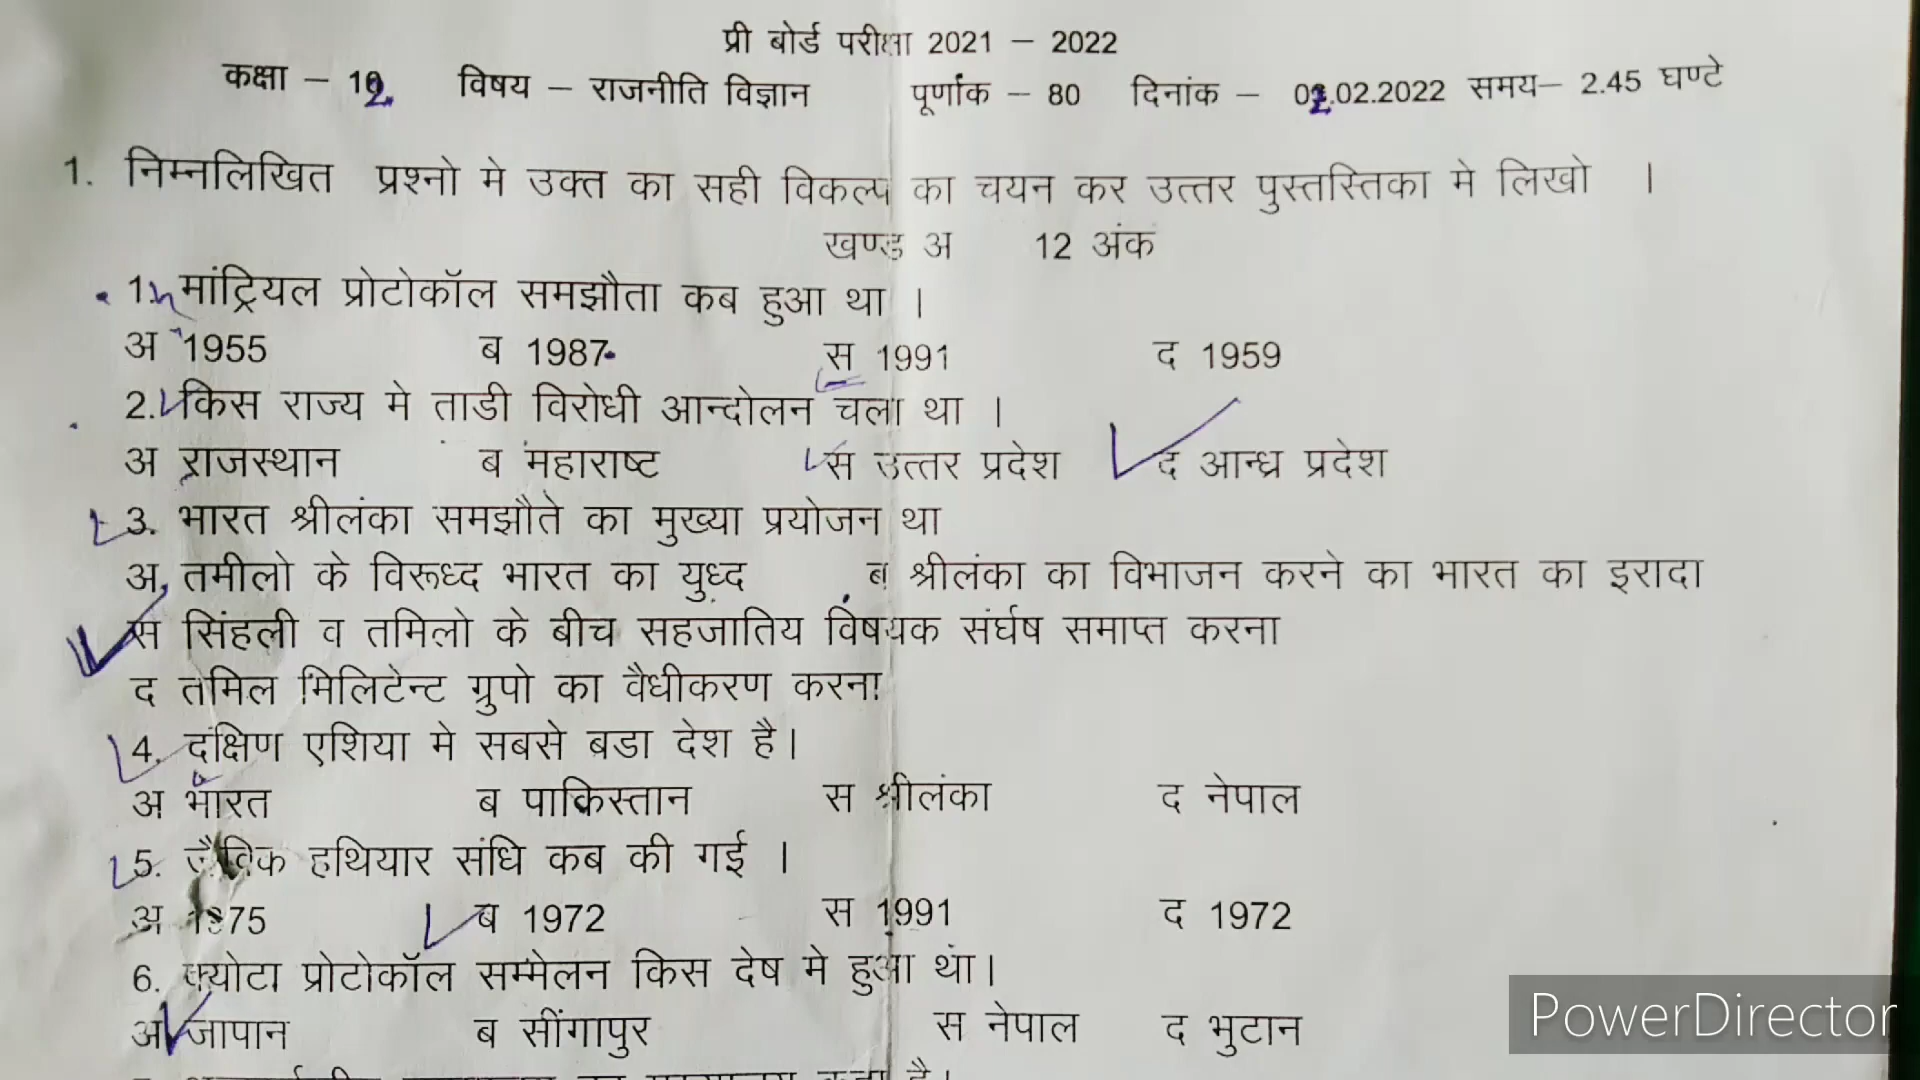 प्री बोर्ड परीक्षा 2021 – 2022
कक्षा – 12 विषय – राजनीति विज्ञान पूर्णांक – 80 दिनांक – 02.02.2022 समय– 2.45 घण्टे
1. निम्नलिखित प्रश्नो मे उक्त का सही विकल्प का चयन कर उत्तर पुस्तस्तिका मे लिखो ।
खण्ड अ 12 अंक
1. मांट्रियल प्रोटोकॉल समझौता कब हुआ था ।
अ 1955 ब 1987 स 1991 द 1959
2. किस राज्य मे ताडी विरोधी आन्दोलन चला था ।
अ राजस्थान ब महाराष्ट स उत्तर प्रदेश द आन्ध्र प्रदेश
3. भारत श्रीलंका समझौते का मुख्या प्रयोजन था
अ तमीलो के विरूध्द भारत का युध्द ब श्रीलंका का विभाजन करने का भारत का इरादा
स सिंहली व तमिलो के बीच सहजातिय विषयक संर्घष समाप्त करना
द तमिल मिलिटेन्ट ग्रुपो का वैधीकरण करना
4. दक्षिण एशिया मे सबसे बडा देश है।
अ भारत ब पाकिस्तान स श्रीलंका द नेपाल
5. जैविक हथियार संधि कब की गई ।
अ 1975 ब 1972 स 1991 द 1972
6. क्योटा प्रोटोकॉल सम्मेलन किस देष मे हुआ था।
अ जापान ब सींगापुर स नेपाल द भुटान
PowerDirector